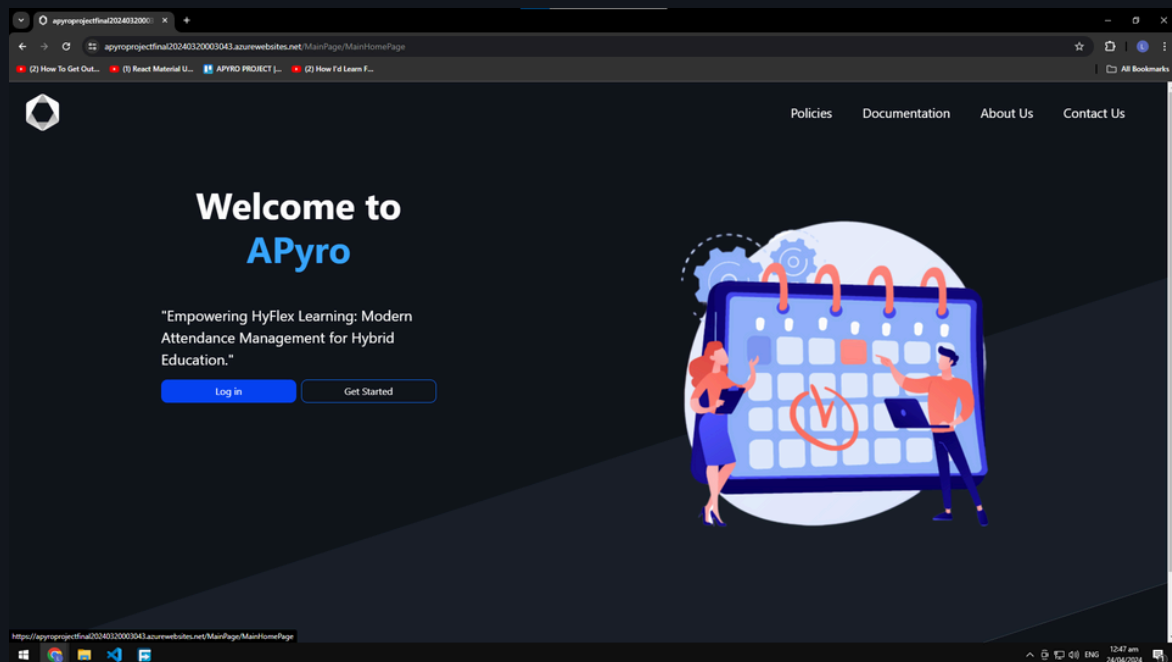 apyroprojectfinal20240320003
apyroprojectfinal20240320003043.azurewebsites.net/MainPage/MainHomePage
(2) How To Get Out...
(1) React Material U...
APYRO PROJECT |...
(2) How I'd Learn F...
All Bookmarks
Policies
Documentation
About Us
Contact Us
Welcome to
APyro
"Empowering HyFlex Learning: Modern
Attendance Management for Hybrid
Education."
Log in
Get Started
https://apyroprojectfinal20240320003043.azurewebsites.net/MainPage/MainHomePage
ENG
12:47 am
24/04/2024